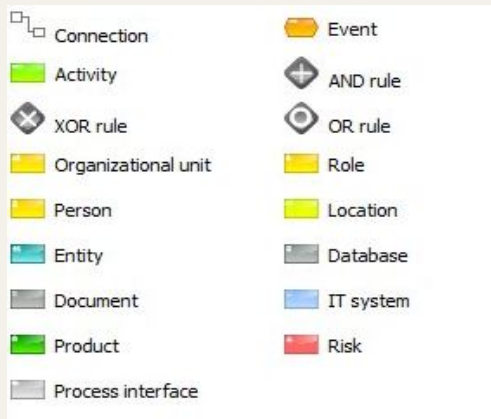 Connection
Event
Activity
AND rule
XOR rule
OR rule
Organizational unit
Role
Person
Location
Entity
Database
Document
IT system
Product
Risk
Process interface